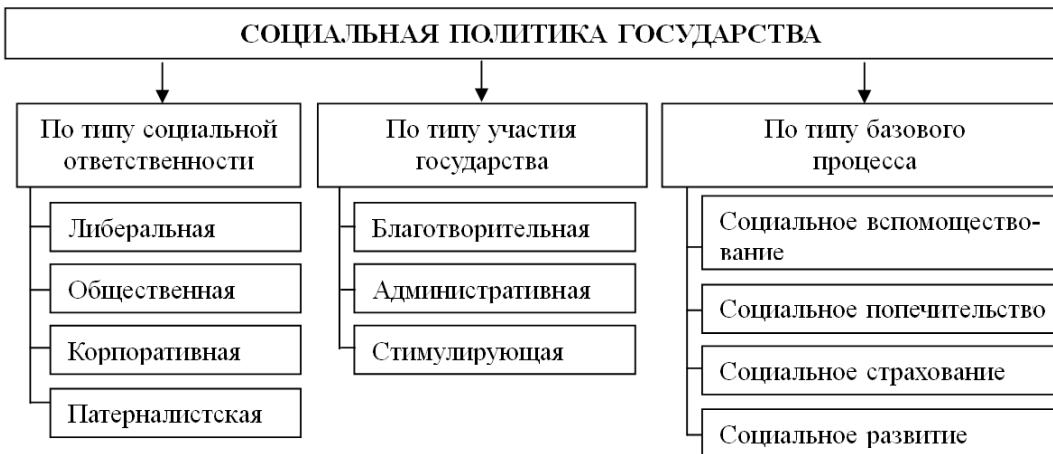 СОЦИАЛЬНАЯ ПОЛИТИКА ГОСУДАРСТВА
По типу социальной
ответственности
Либеральная
Общественная
Корпоративная
Патерналистская
По типу участия
государства
Благотворительная
Административная
Стимулирующая
По типу базового
процесса
Социальное вспомощество-
вание
Социальное попечительство
Социальное страхование
Социальное развитие